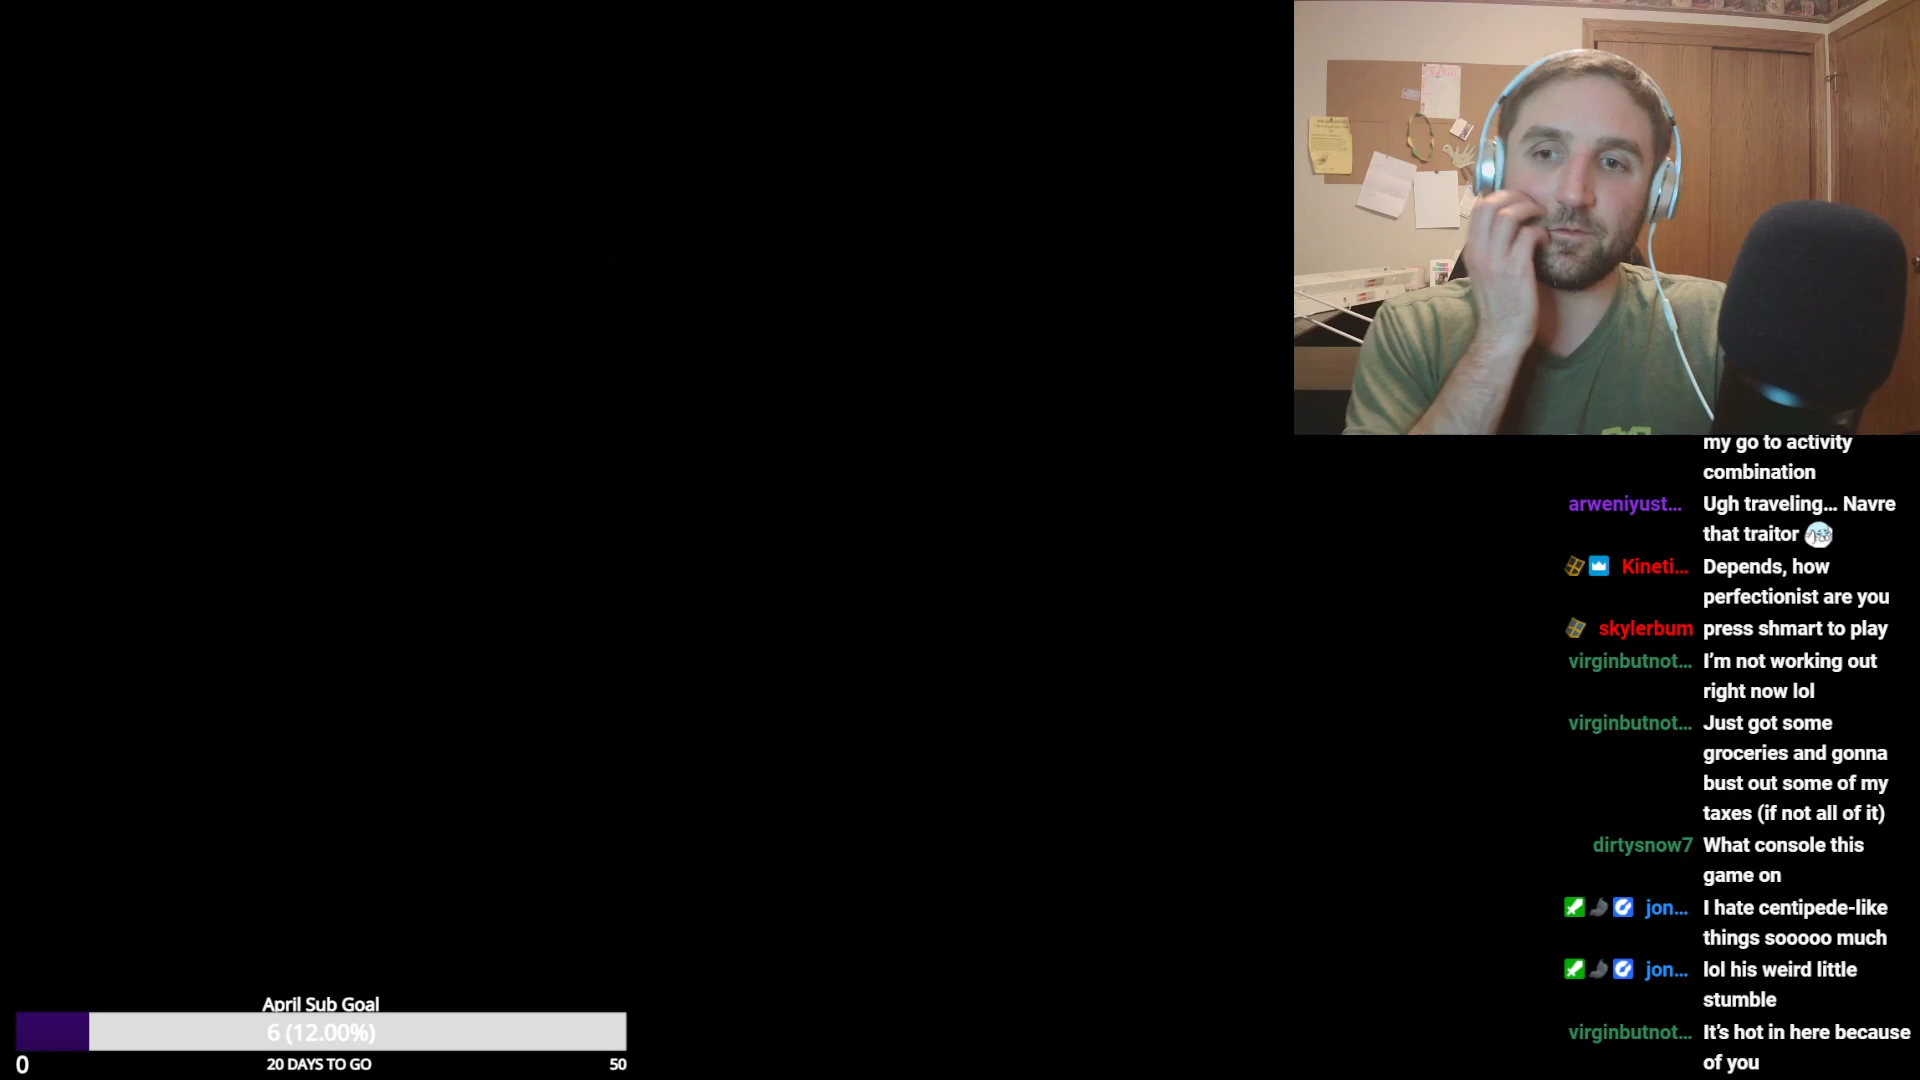 my go to activity
combination
arweniyust... Ugh traveling... Navre
that traitor
Kineti... Depends, how
perfectionist are you
skylerbum press shmart to play
virginbutnot... I'm not working out
right now lol
virginbutnot... Just got some
groceries and gonna
bust out some of my
taxes (if not all of it)
dirtysnow7 What console this
game on
jon... I hate centipede-like
things sooooo much
jon... lol his weird little
stumble
virginbutnot... It's hot in here because
of you
April Sub Goal
6 (12.00%)
0 20 DAYS TO GO 50